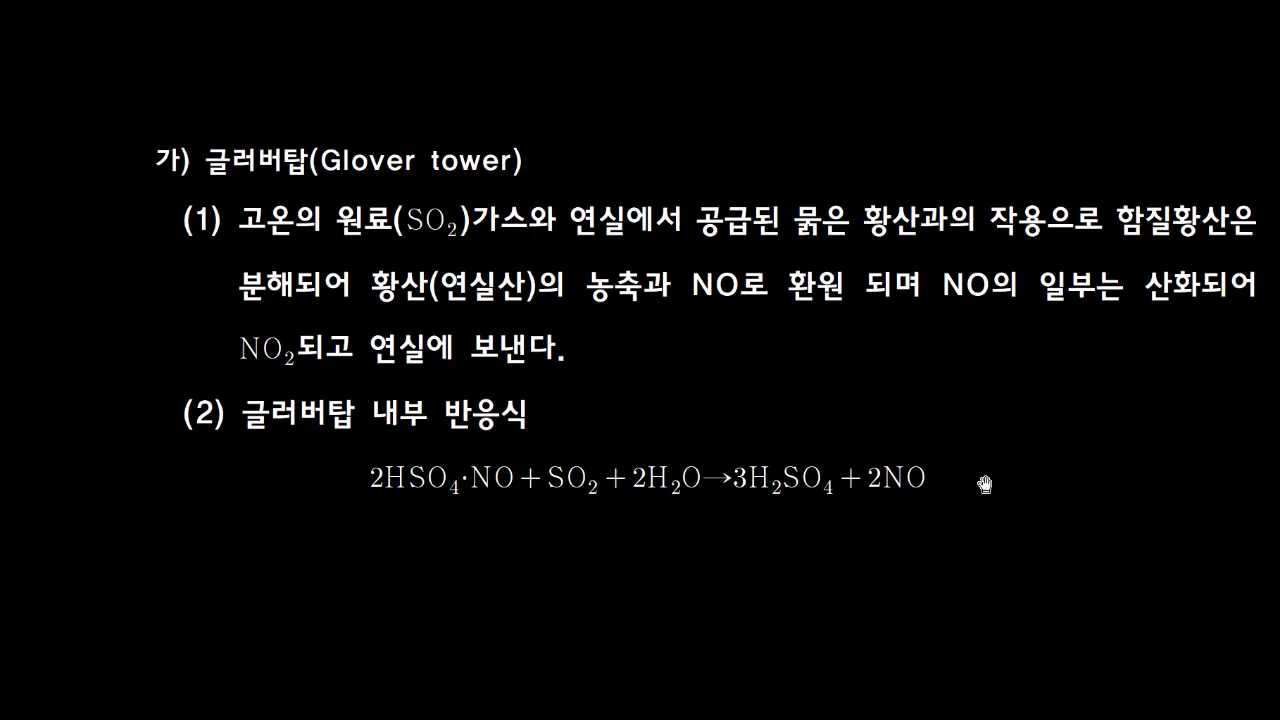 가) 글러버탑(Glover tower)
(1) 고온의 원료(SO₂)가스와 연실에서 공급된 묽은 황산과의 작용으로 함질황산은
분해되어 황산(연실산)의 농축과 NO로 환원 되며 NO의 일부는 산화되어
NO₂되고 연실에 보낸다.
(2) 글러버탑 내부 반응식
2HSO₄·NO+SO₂+2H₂O→3H₂SO₄+2NO